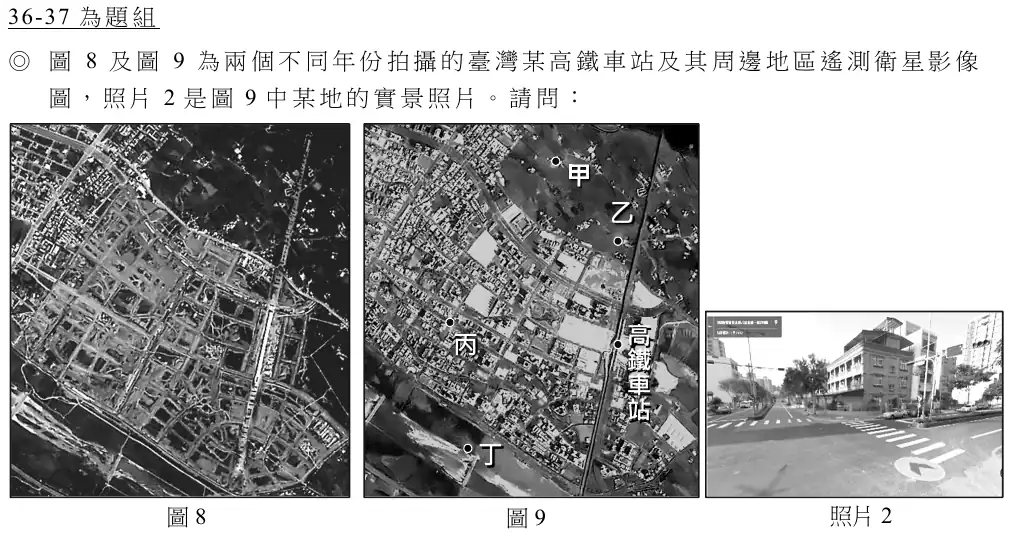 36-37 為題組
◎ 圖 8 及圖 9 為兩個不同年份拍攝的臺灣某高鐵車站及其周邊地區遙測衛星影像
圖,照片 2 是圖 9 中某地的實景照片。請問:
甲
乙
丙
高鐵車站
丁
圖 8
圖 9
照片 2